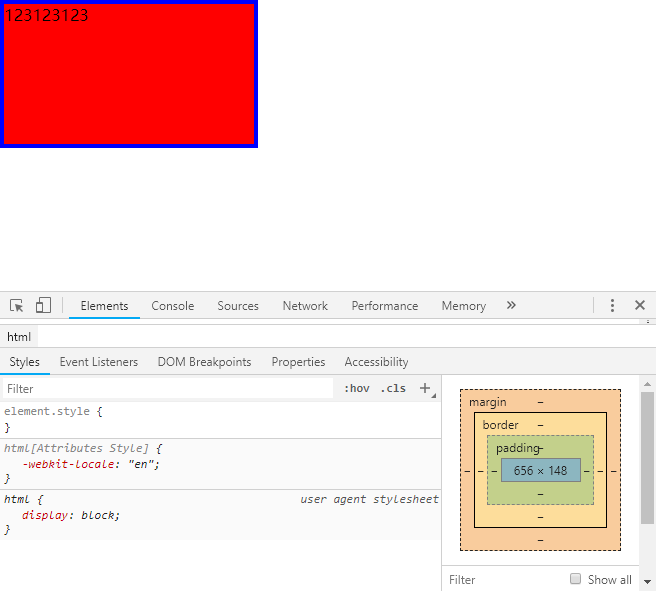 123123123
Elements Console Sources Network Performance Memory »
html
Styles Event Listeners DOM Breakpoints Properties Accessibility
Filter :hov .cls +
element.style {
}
html[Attributes Style] {
-webkit-locale: "en";
}
html { user agent stylesheet
display: block;
}
margin –
border –
padding –
– – – 656 × 148 – – –
–
–
–
Filter Show all